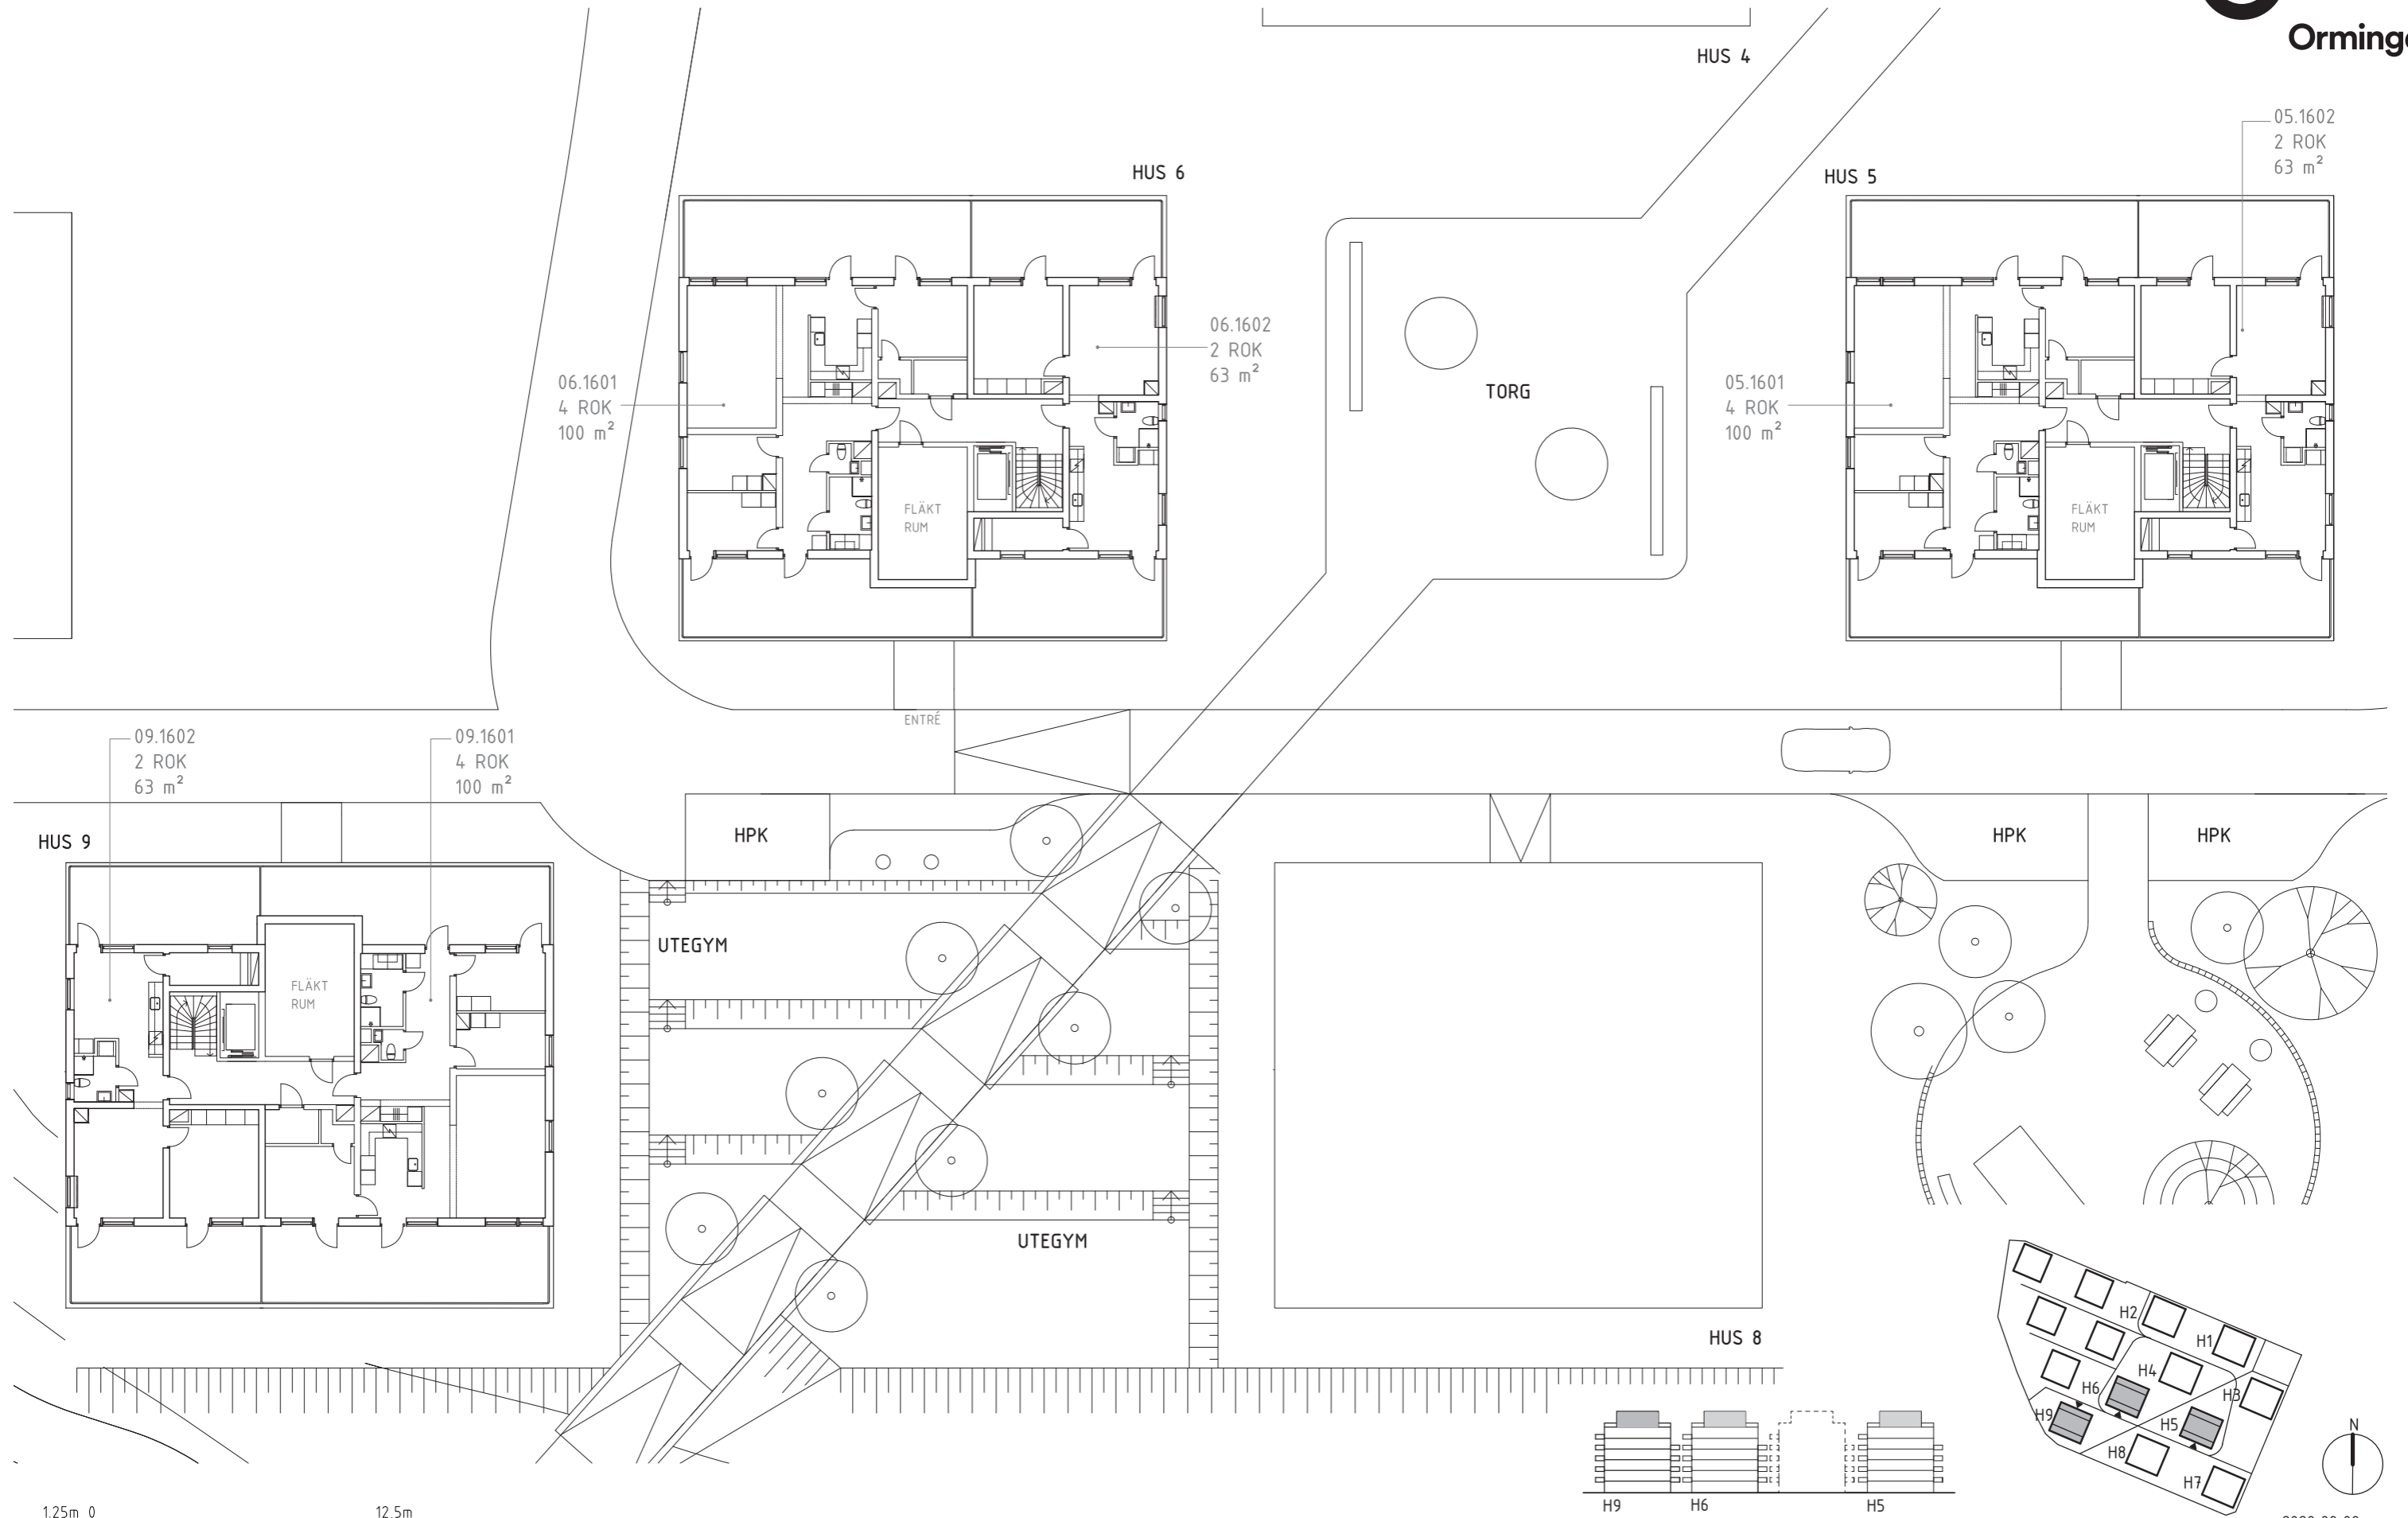 HUS 4
HUS 6
HUS 5
05.1602
2 ROK
63 m²
06.1602
2 ROK
63 m²
06.1601
4 ROK
100 m²
TORG
05.1601
4 ROK
100 m²
FLÄKT
RUM
FLÄKT
RUM
ENTRÉ
09.1602
2 ROK
63 m²
09.1601
4 ROK
100 m²
HUS 9
HPK
HPK
HPK
UTEGYM
FLÄKT
RUM
UTEGYM
HUS 8
H2
H1
H4
H6
H3
H9
H5
H8
H7
N
H9
H6
H5
1.25m 0
12.5m